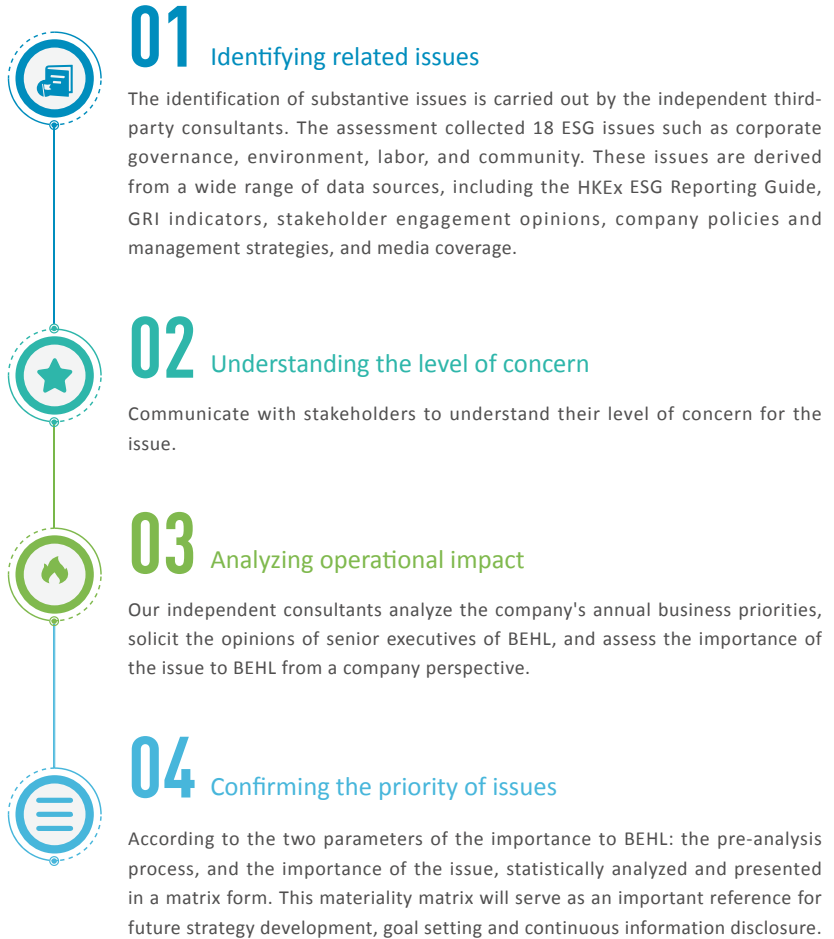 01 Identifying related issues
The identification of substantive issues is carried out by the independent third-
party consultants. The assessment collected 18 ESG issues such as corporate
governance, environment, labor, and community. These issues are derived
from a wide range of data sources, including the HKEx ESG Reporting Guide,
GRI indicators, stakeholder engagement opinions, company policies and
management strategies, and media coverage.
02 Understanding the level of concern
Communicate with stakeholders to understand their level of concern for the
issue.
03 Analyzing operational impact
Our independent consultants analyze the company's annual business priorities,
solicit the opinions of senior executives of BEHL, and assess the importance of
the issue to BEHL from a company perspective.
04 Confirming the priority of issues
According to the two parameters of the importance to BEHL: the pre-analysis
process, and the importance of the issue, statistically analyzed and presented
in a matrix form. This materiality matrix will serve as an important reference for
future strategy development, goal setting and continuous information disclosure.